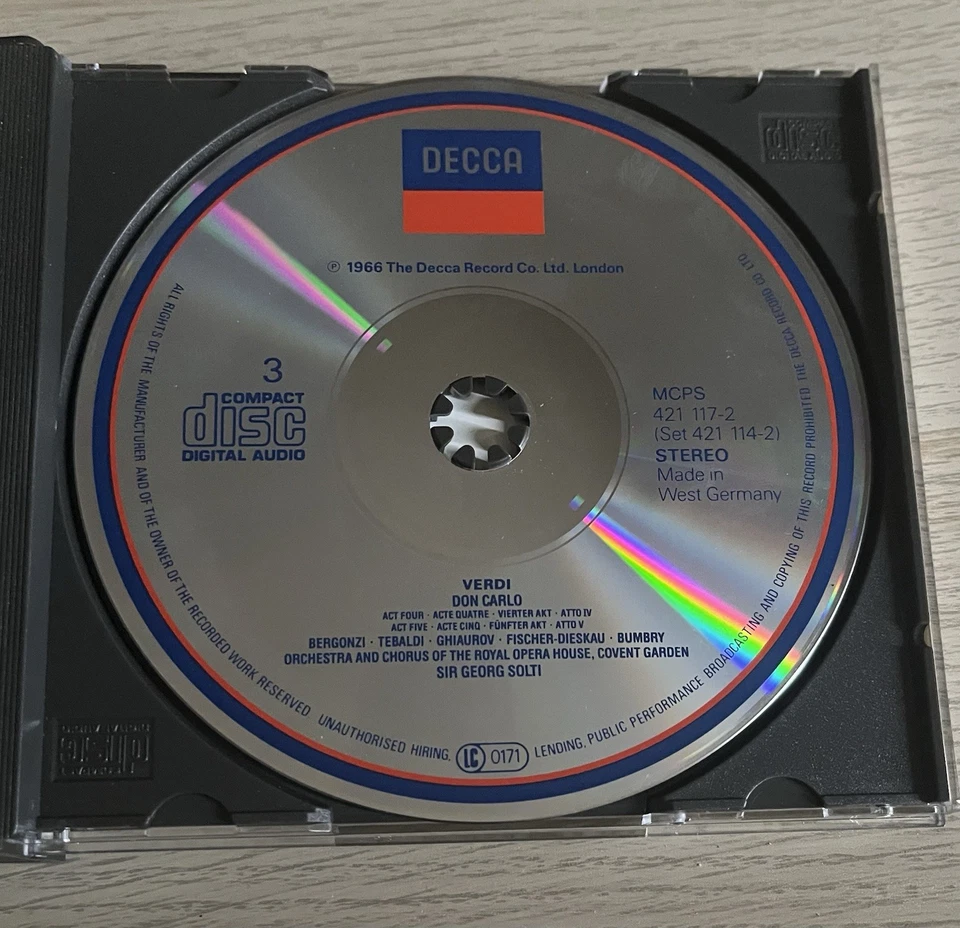 DECCA
℗ 1966 The Decca Record Co. Ltd. London
3
COMPACT
disc
DIGITAL AUDIO
MCPS
421 117-2
(Set 421 114-2)
STEREO
Made in
West Germany
VERDI
DON CARLO
ACT FOUR · ACTE QUATRE · VIERTER AKT · ATTO IV
ACT FIVE · ACTE CINQ · FÜNFTER AKT · ATTO V
BERGONZI · TEBALDI · GHIAUROV · FISCHER-DIESKAU · BUMBRY
ORCHESTRA AND CHORUS OF THE ROYAL OPERA HOUSE, COVENT GARDEN
SIR GEORG SOLTI
ALL RIGHTS OF THE MANUFACTURER AND OF THE OWNER OF THE RECORDED WORK RESERVED. UNAUTHORISED HIRING, LENDING, PUBLIC PERFORMANCE BROADCASTING AND COPYING OF THIS RECORD PROHIBITED THE DECCA RECORD CO LTD
LC 0171